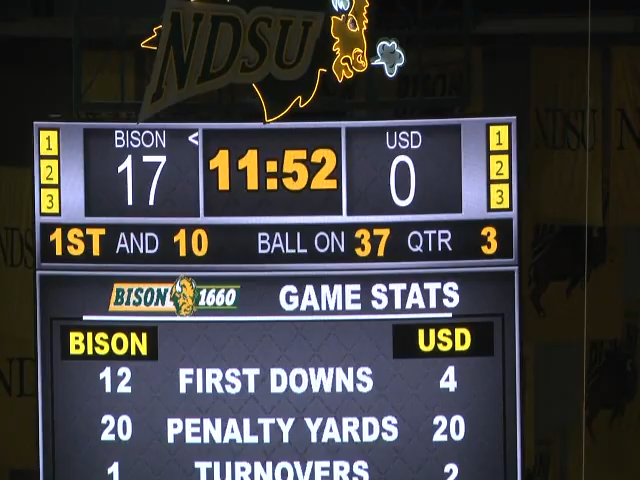 NDSU
BISON < 11:52 USD
17 0
1 2 3
1 2 3
1ST AND 10 BALL ON 37 QTR 3
BISON 1660 GAME STATS
BISON USD
12 FIRST DOWNS 4
20 PENALTY YARDS 20
1 TURNOVERS 2
NDSU